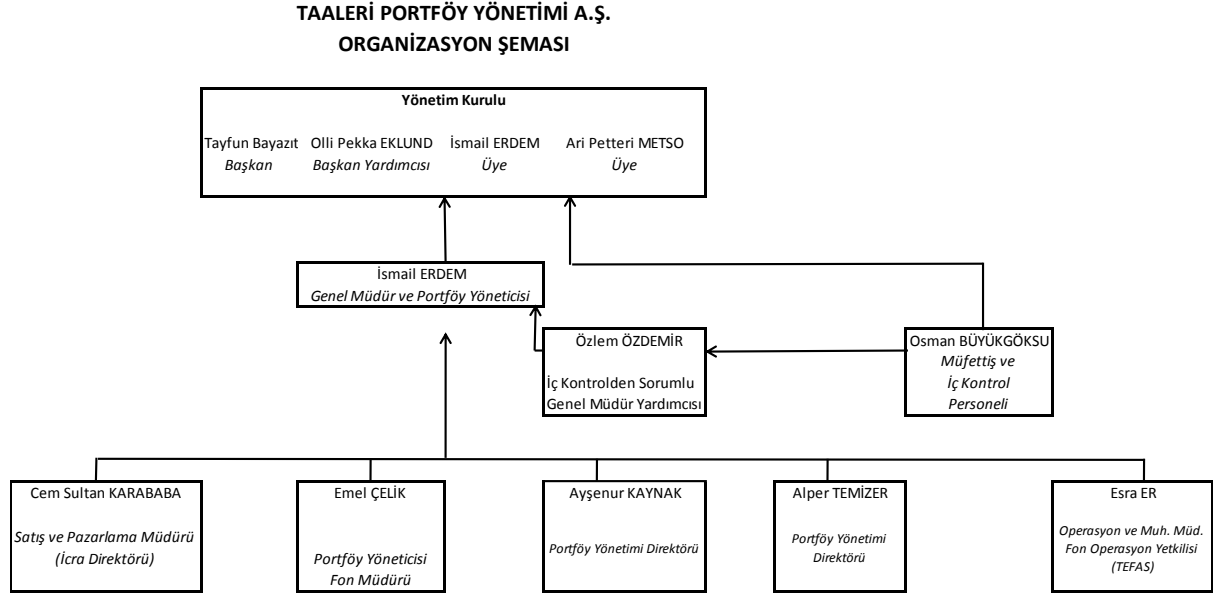 TAALERİ PORTFÖY YÖNETİMİ A.Ş.
ORGANİZASYON ŞEMASI
Yönetim Kurulu
Tayfun Bayazıt Olli Pekka EKLUND İsmail ERDEM Ari Petteri METSO
Başkan Başkan Yardımcısı Üye Üye
İsmail ERDEM
Genel Müdür ve Portföy Yöneticisi
Özlem ÖZDEMİR
İç Kontrolden Sorumlu
Genel Müdür Yardımcısı
Osman BÜYÜKGÖKSU
Müfettiş ve
İç Kontrol
Personeli
Cem Sultan KARABABA
Satış ve Pazarlama Müdürü
(İcra Direktörü)
Emel ÇELİK
Portföy Yöneticisi
Fon Müdürü
Ayşenur KAYNAK
Portföy Yönetimi Direktörü
Alper TEMİZER
Portföy Yönetimi
Direktörü
Esra ER
Operasyon ve Muh. Müd.
Fon Operasyon Yetkilisi
(TEFAS)